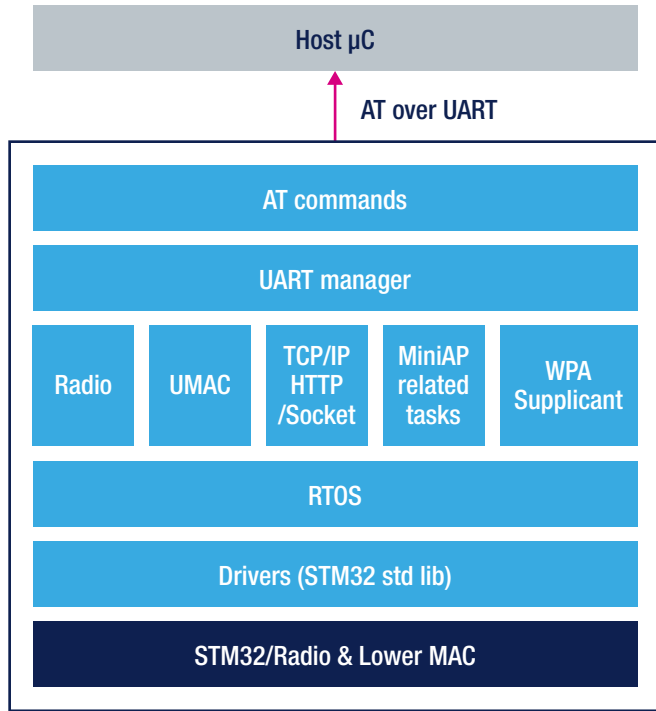 Host µC
AT over UART
AT commands
UART manager
Radio
UMAC
TCP/IP
HTTP
/Socket
MiniAP
related
tasks
WPA
Supplicant
RTOS
Drivers (STM32 std lib)
STM32/Radio & Lower MAC